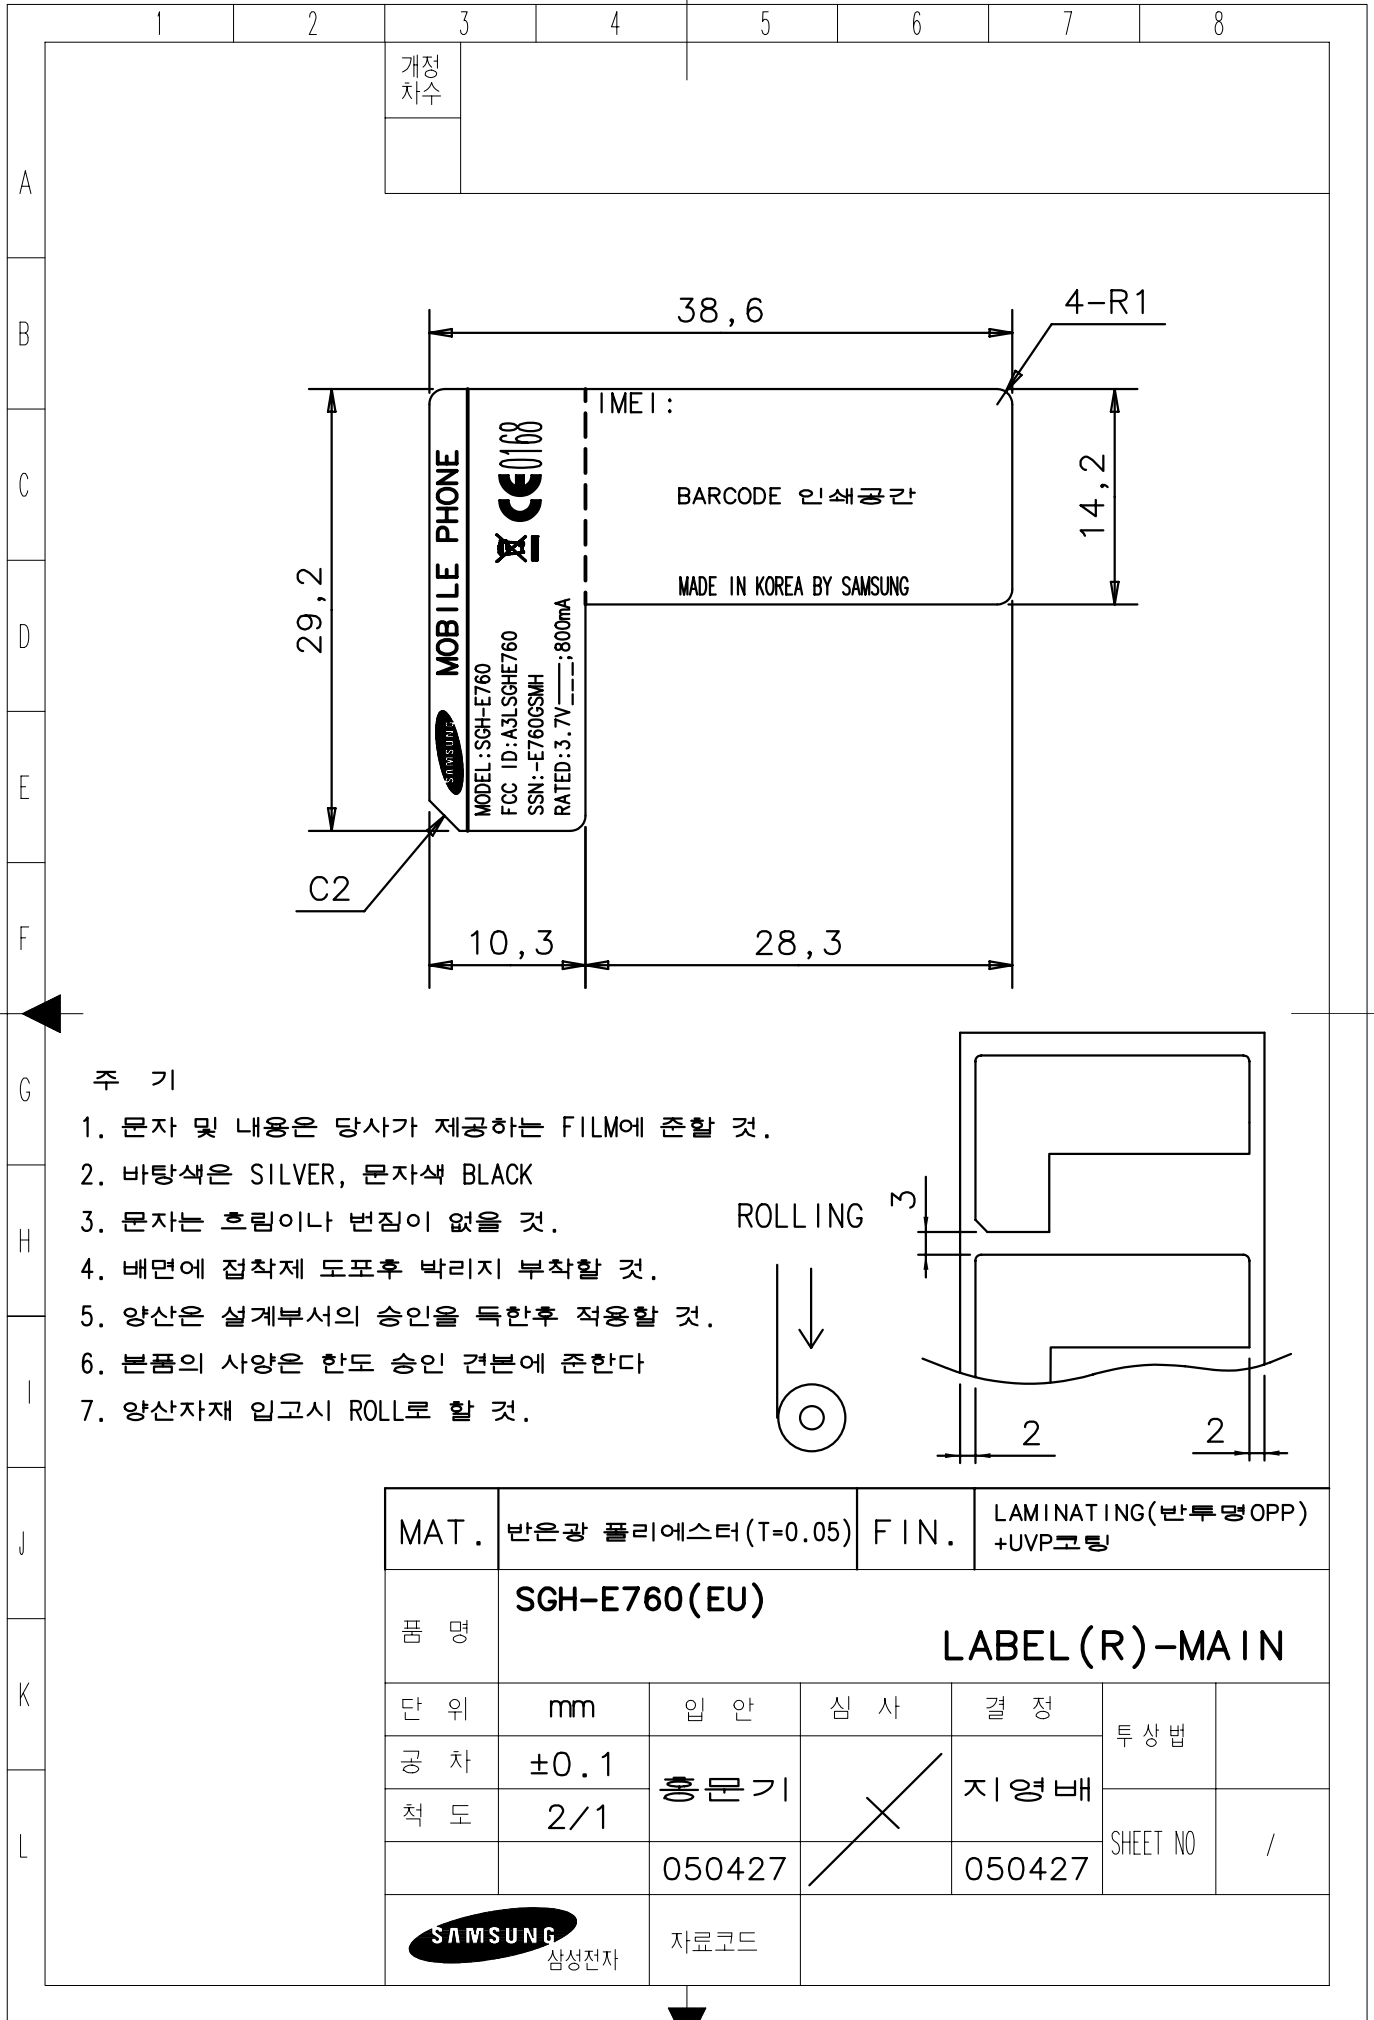 1 2 3 4 5 6 7 8
개정
차수
A
B
C
D
E
F
G
H
I
J
K
L
38,6
4-R1
29,2
14,2
C2
10,3
28,3
IMEI:
BARCODE 인쇄공간
MADE IN KOREA BY SAMSUNG
SAMSUNG MOBILE PHONE
CE0168
MODEL:SGH-E760
FCC ID:A3LSGHE760
SSN:-E760GSMH
RATED:3.7V ;800mA
주 기
1. 문자 및 내용은 당사가 제공하는 FILM에 준할 것.
2. 바탕색은 SILVER, 문자색 BLACK
3. 문자는 흐림이나 번짐이 없을 것.
4. 배면에 접착제 도포후 박리지 부착할 것.
5. 양산은 설계부서의 승인을 득한후 적용할 것.
6. 본품의 사양은 한도 승인 견본에 준한다
7. 양산자재 입고시 ROLL로 할 것.
ROLLING
3
2
2
MAT. 반은광 폴리에스터(T=0.05) FIN. LAMINATING(반투명OPP)
+UVP코팅
품 명 SGH-E760(EU)
LABEL(R)-MAIN
단 위 mm 입 안 심 사 결 정 투상법
공 차 ±0.1 홍문기 지영배
척 도 2/1 SHEET NO /
050427 050427
SAMSUNG 삼성전자 자료코드